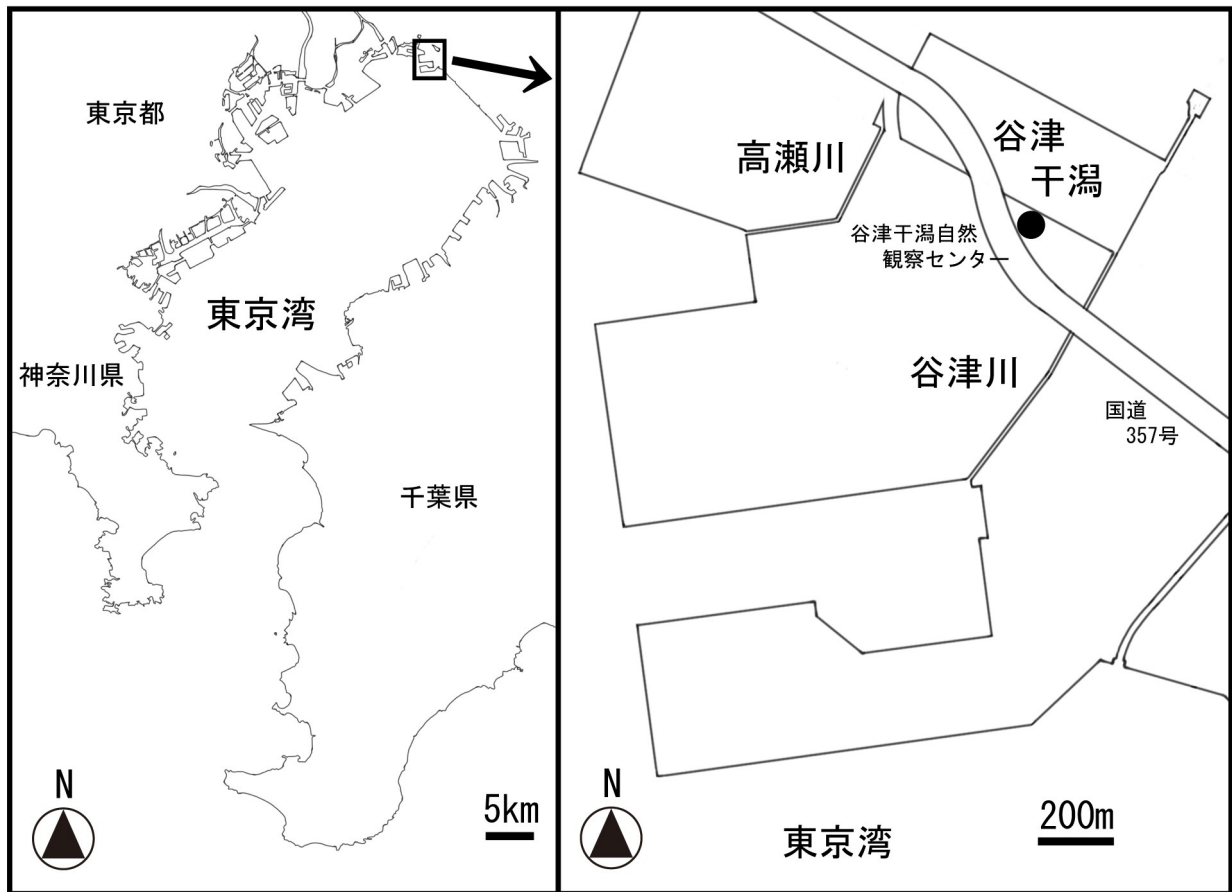 東京都
東京湾
神奈川県
千葉県
N
5km
高瀬川
谷津
干潟
谷津干潟自然
観察センター
谷津川
国道
357号
N
200m
東京湾